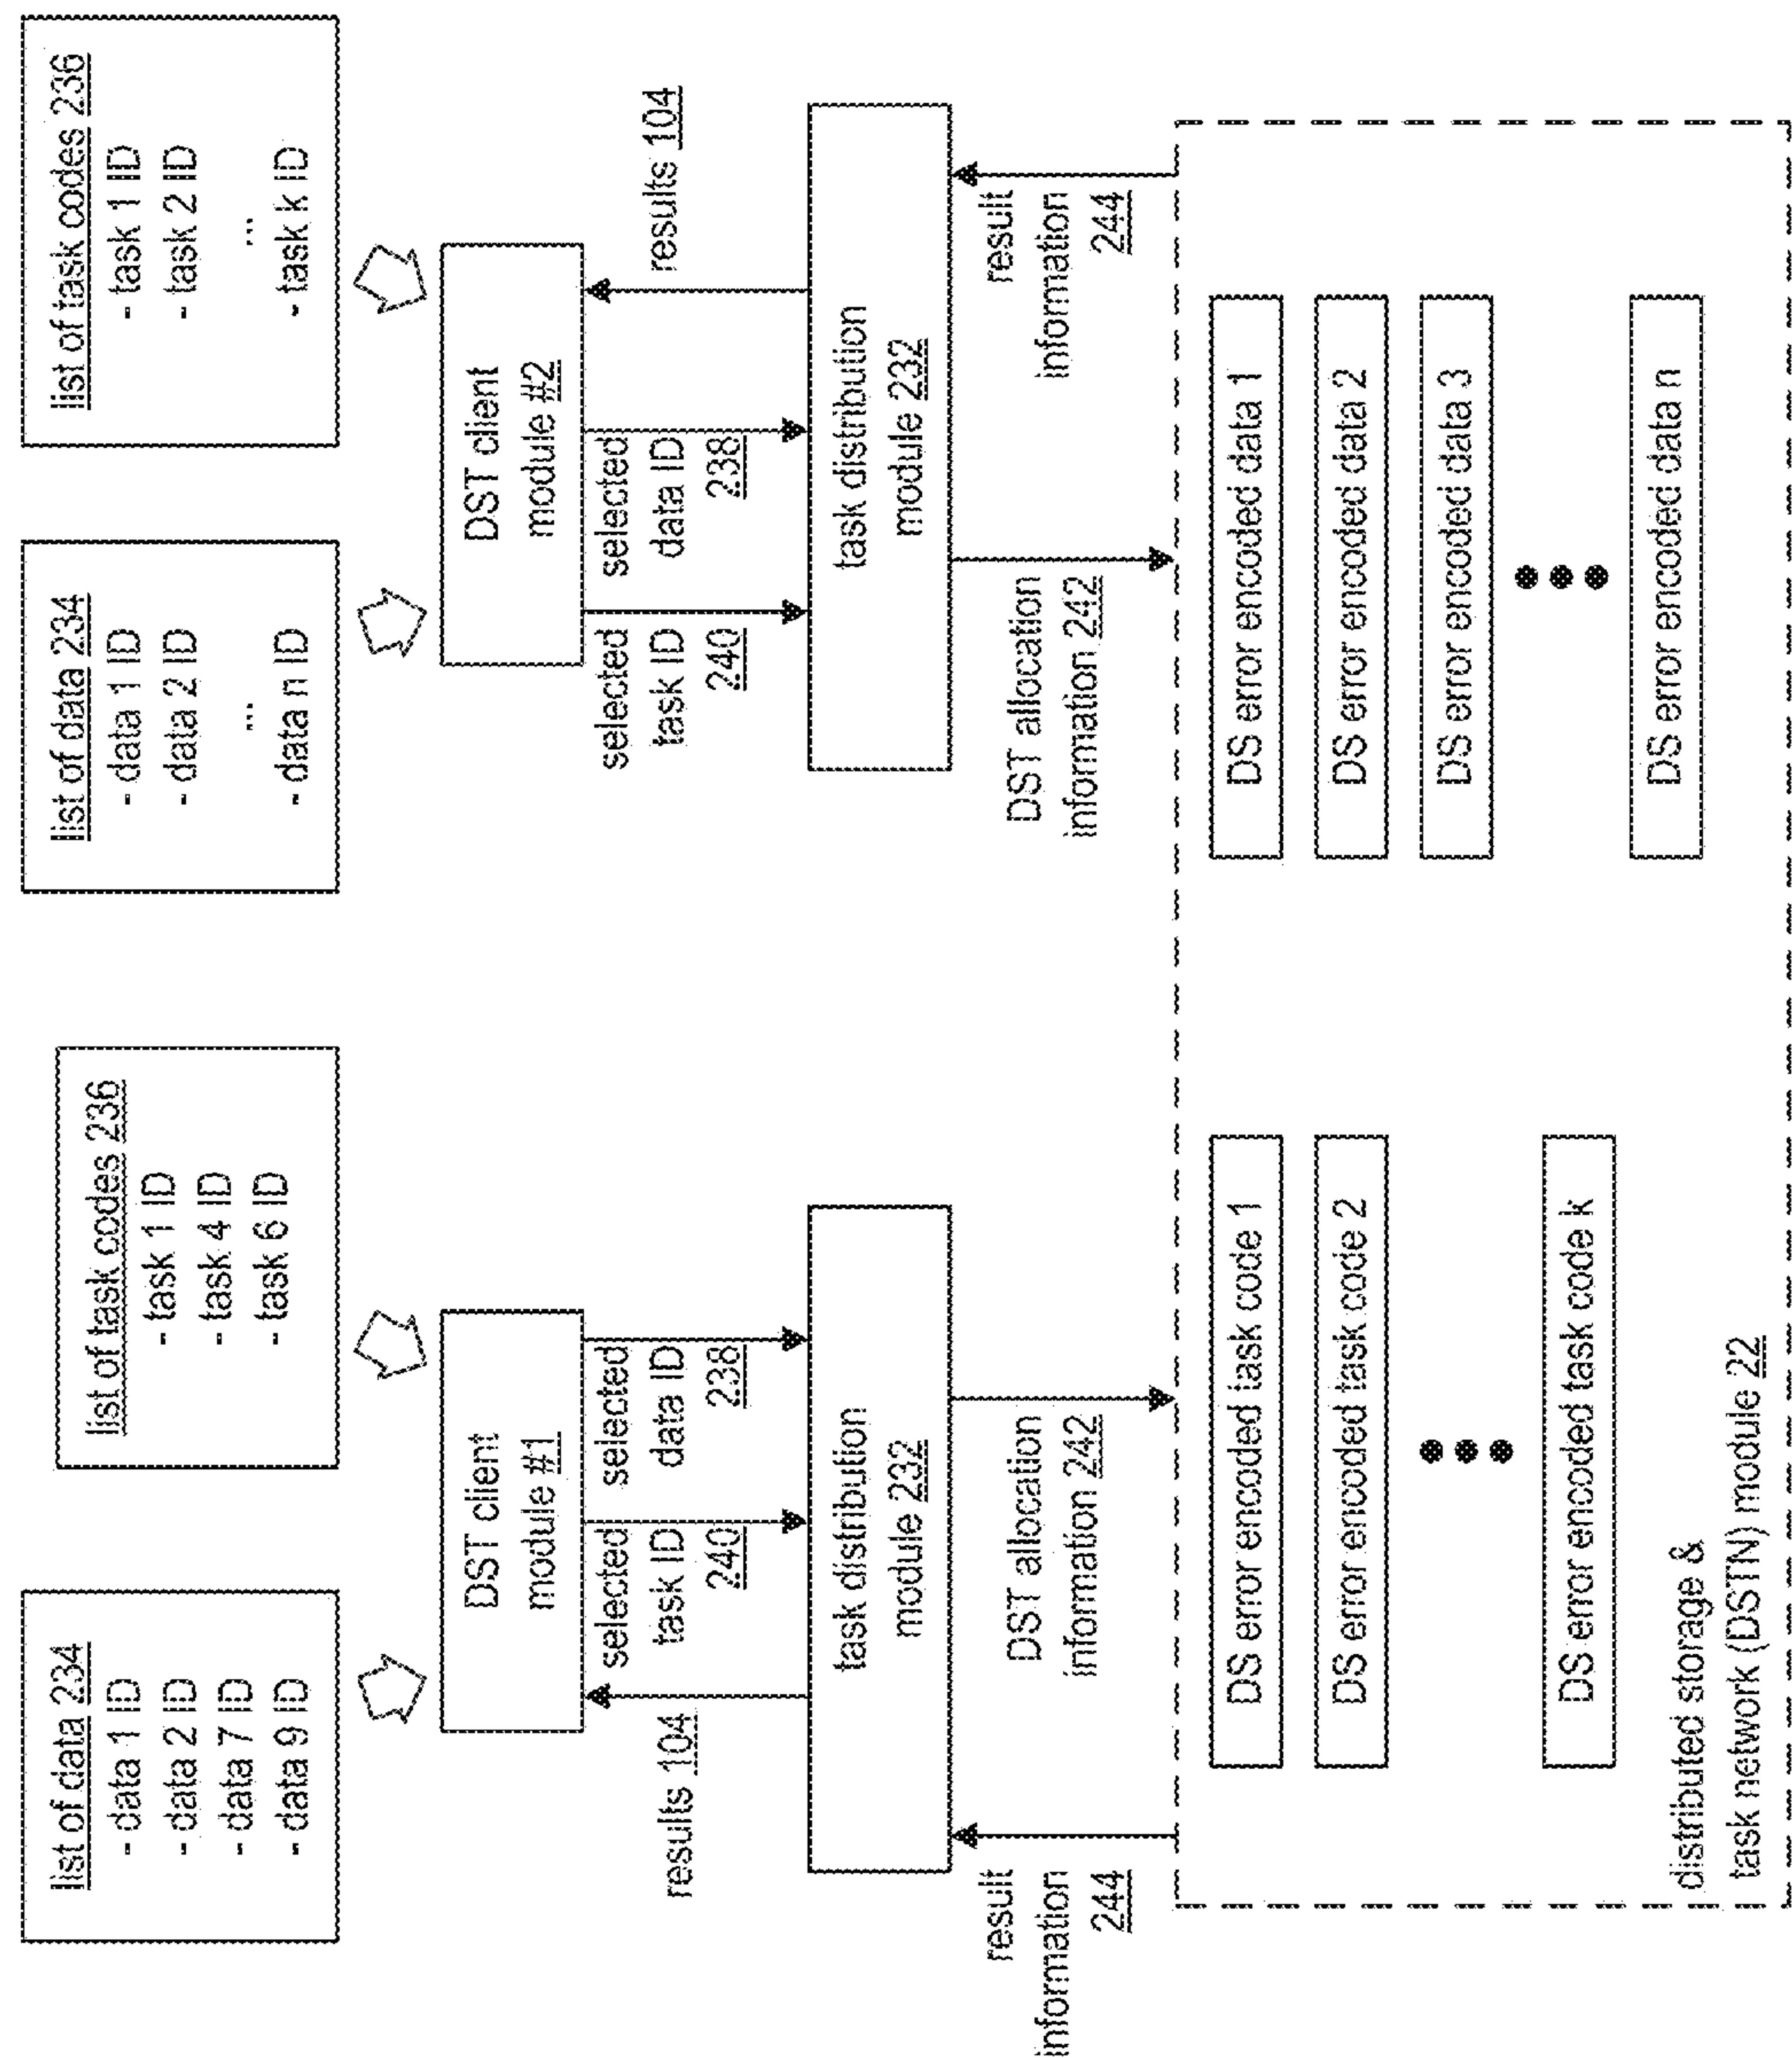 list of data 234
- data 1 ID
- data 2 ID
- data 7 ID
- data 9 ID
list of task codes 236
- task 1 ID
- task 4 ID
- task 6 ID
list of data 234
- data 1 ID
- data 2 ID
...
- data n ID
list of task codes 236
- task 1 ID
- task 2 ID
...
- task k ID
DST client
module #1
DST client
module #2
results 104
selected
task ID
240
selected
data ID
238
selected
task ID
240
selected
data ID
238
results 104
task distribution
module 232
task distribution
module 232
result
information
244
DST allocation
information 242
DST allocation
information 242
result
information
244
DS error encoded task code 1
DS error encoded task code 2
DS error encoded task code k
DS error encoded data 1
DS error encoded data 2
DS error encoded data 3
DS error encoded data n
distributed storage &
task network (DSTN) module 22